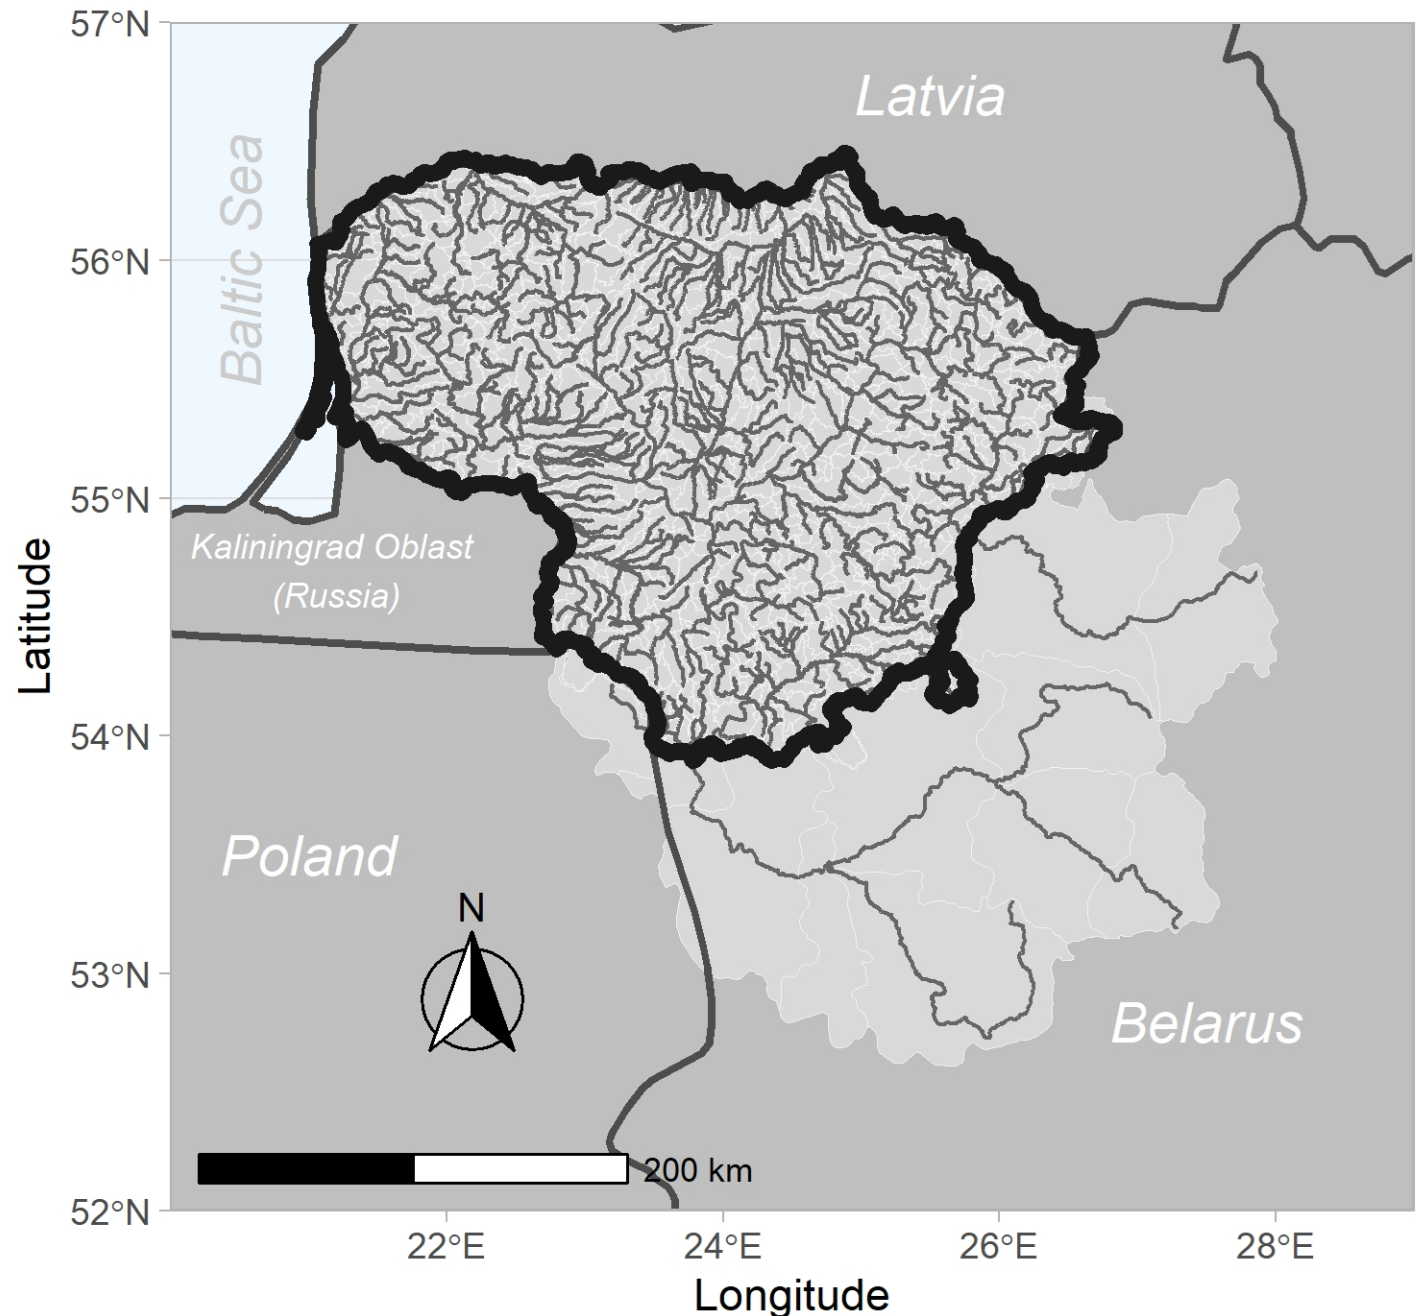 57°N
Latvia
Baltic Sea
56°N
55°N
Kaliningrad Oblast
(Russia)
Latitude
54°N
Poland
N
53°N
Belarus
200 km
52°N
22°E
24°E
26°E
28°E
Longitude